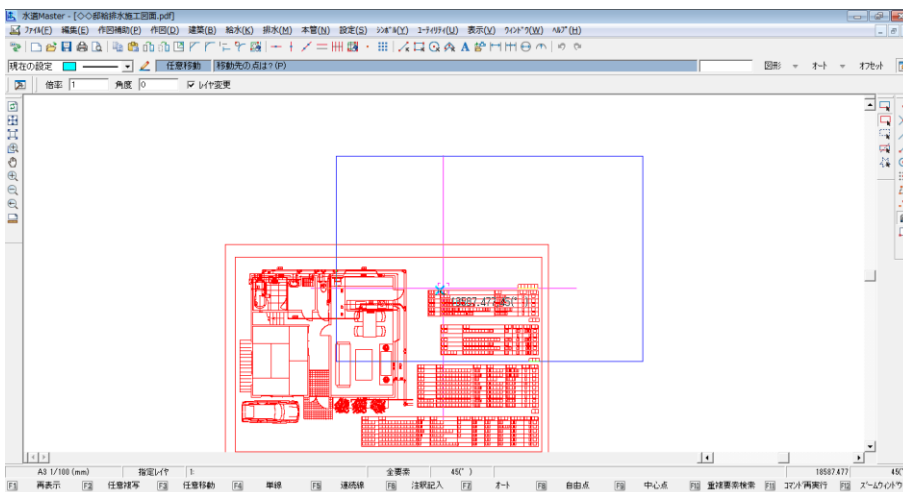 水道Master - [◇◇邸給排水施工図面.pdf]
ファイル(F) 編集(E) 作図補助(P) 作図(D) 建築(B) 給水(K) 排水(M) 本管(N) 設定(S) シンボル(Y) ユーティリティ(U) 表示(V) ウインドウ(W) ヘルプ(H)
現在の設定 任意移動 移動先の点は?(P) 図形 オート オフセット
倍率 1 角度 0 レイヤ変更
18587.477,45(° )
A3 1/100 (mm) 指定レイヤ 1: 全要素 45(° ) 18587.477 45(°
F1 再表示 F2 任意複写 F3 任意移動 F4 単線 F5 連続線 F6 注釈記入 F7 オート F8 自由点 F9 中心点 F10 重複要素検索 F11 コマンド再実行 F12 ズームウィンドウ